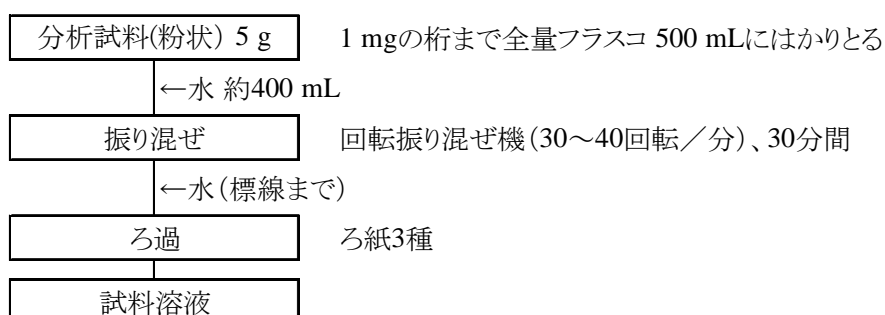 分析試料(粉状) 5 g 1 mgの桁まで全量フラスコ 500 mLにはかりとる
←水 約400 mL
振り混ぜ 回転振り混ぜ機(30～40回転／分)、30分間
←水(標線まで)
ろ過 ろ紙3種
試料溶液